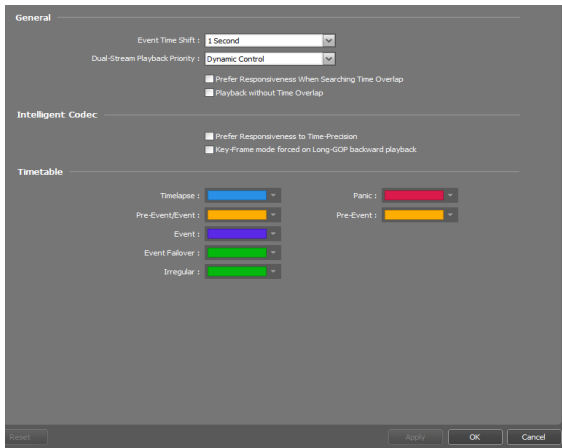 General
Event Time Shift : 1 Second
Dual-Stream Playback Priority : Dynamic Control
Prefer Responsiveness When Searching Time Overlap
Playback without Time Overlap
Intelligent Codec
Prefer Responsiveness to Time-Precision
Key-Frame mode forced on Long-GOP backward playback
Timetable
Timelapse : Panic :
Pre-Event/Event : Pre-Event :
Event :
Event Failover :
Irregular :
Reset Apply OK Cancel